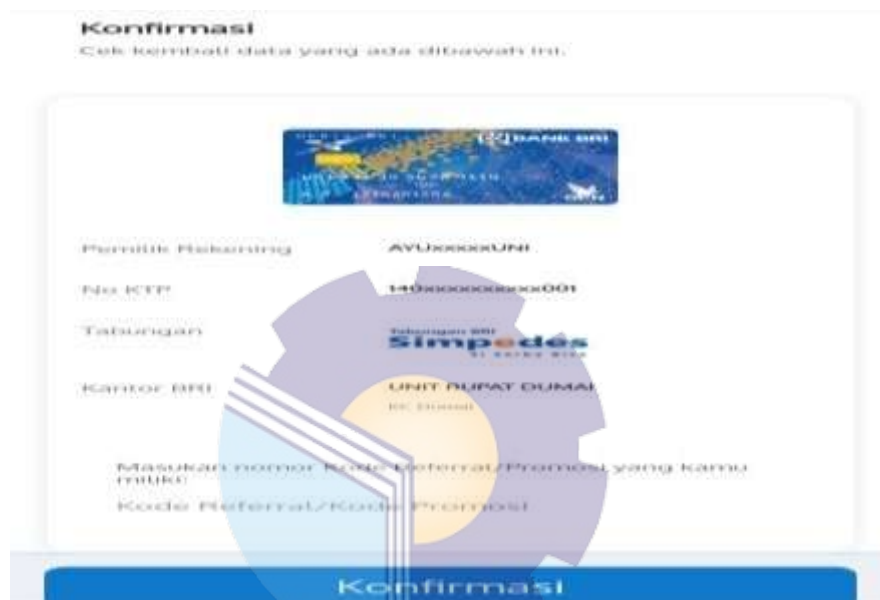 Konfirmasi
Cek kembali data yang ada dibawah ini.
BANK BRI
Pemilik Rekening AYUxxxxxUNI
No KTP 140xxxxxxxxxx001
Tabungan Tabungan BRI
Simpedes
Kantor BRI UNIT RUPAT DUMAI
KC Dumai
Masukan nomor Kode Referral/Promosi yang kamu
miliki:
Kode Referral/Kode Promosi
Konfirmasi